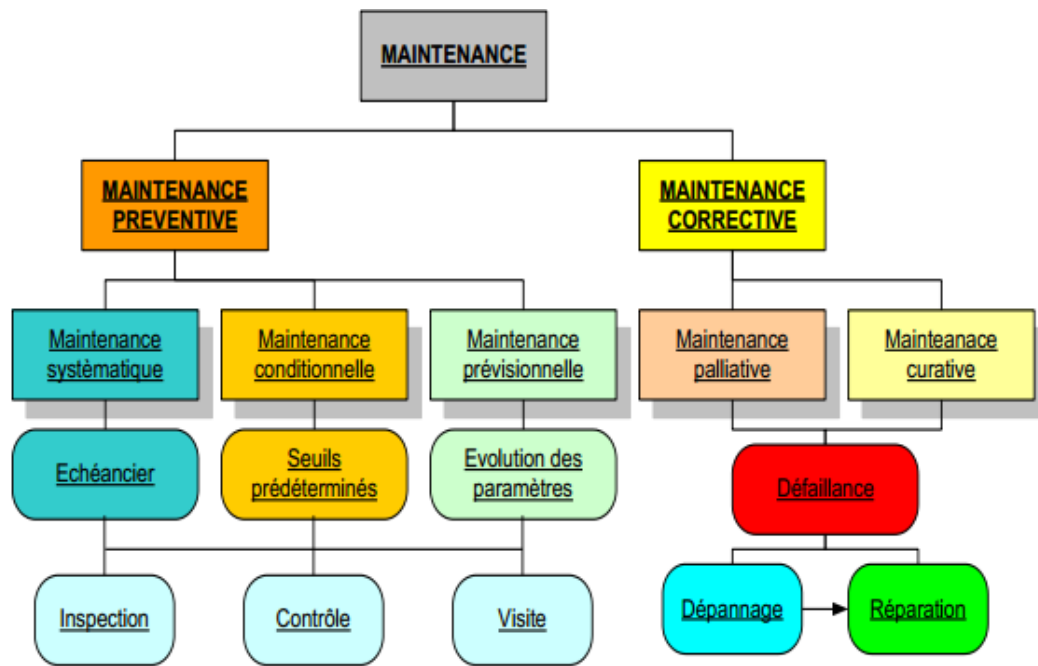 MAINTENANCE
MAINTENANCE
PREVENTIVE
MAINTENANCE
CORRECTIVE
Maintenance
systèmatique
Maintenance
conditionnelle
Maintenance
prévisionnelle
Maintenance
palliative
Mainteanace
curative
Echéancier
Seuils
prédéterminés
Evolution des
paramètres
Défaillance
Inspection
Contrôle
Visite
Dépannage
Réparation